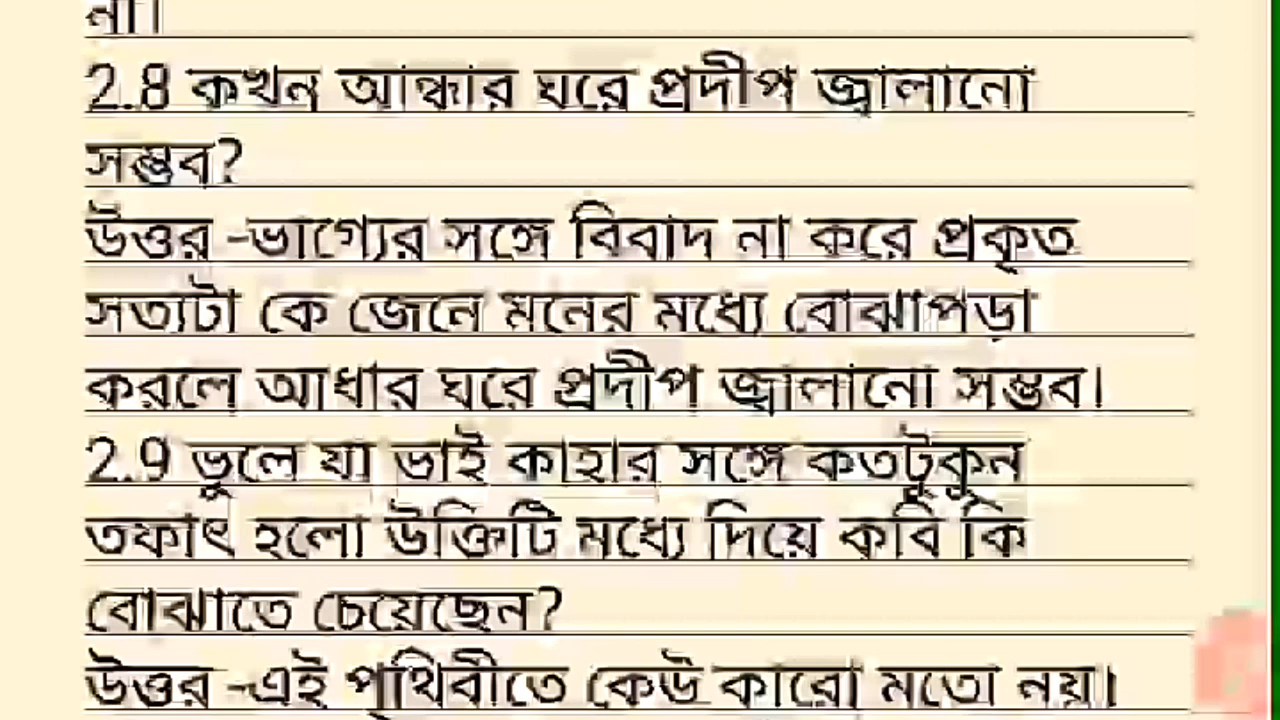 না।
2.8 কখন আন্ধার ঘরে প্রদীপ জ্বালানো
সম্ভব?
উত্তর -ভাগ্যের সঙ্গে বিবাদ না করে প্রকৃত
সত্যটা কে জেনে মনের মধ্যে বোঝাপড়া
করলে আধার ঘরে প্রদীপ জ্বালানো সম্ভব।
2.9 ভুলে যা ভাই কাহার সঙ্গে কতটুকুন
তফাৎ হলো উক্তিটি মধ্যে দিয়ে কবি কি
বোঝাতে চেয়েছেন?
উত্তর -এই পৃথিবীতে কেউ কারো মতো নয়।